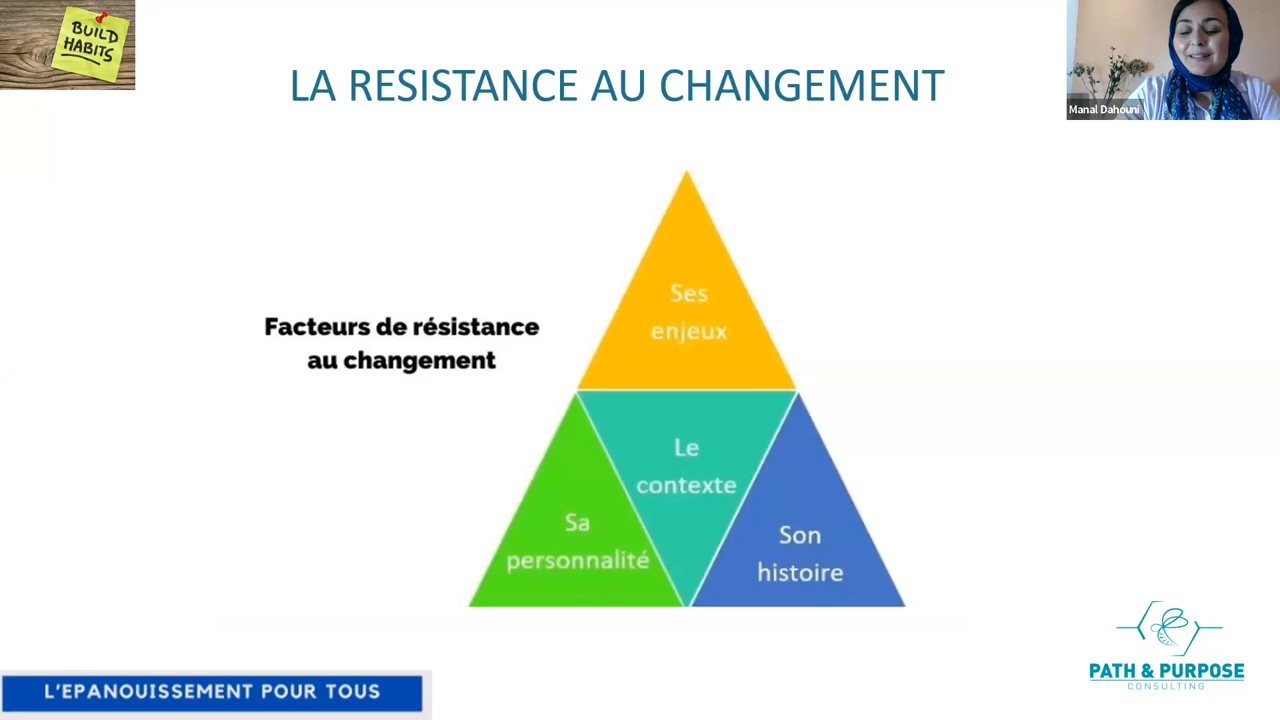 BUILD
HABITS
LA RESISTANCE AU CHANGEMENT
Manal Dahouni
Facteurs de résistance
au changement
Ses
enjeux
Le
contexte
Sa
personnalité
Son
histoire
PATH & PURPOSE
CONSULTING
L'EPANOUISSEMENT POUR TOUS